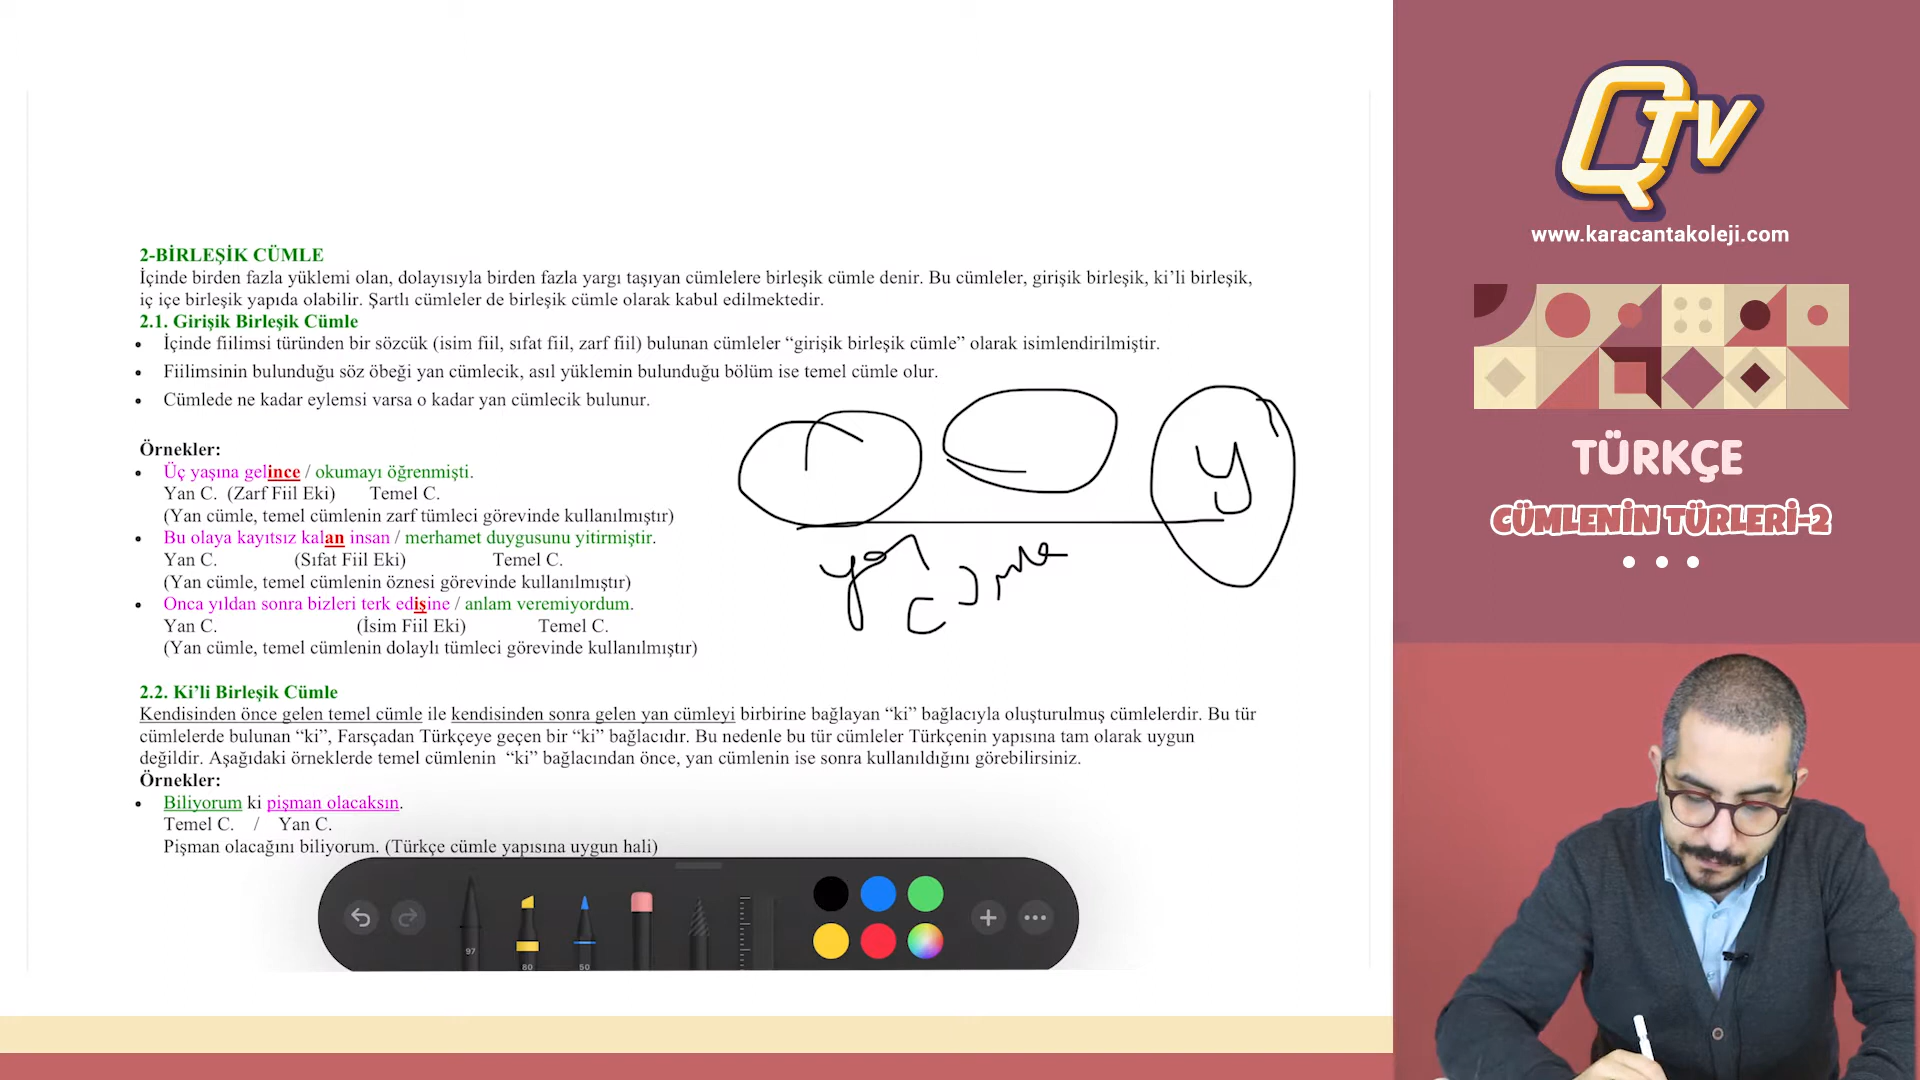 2-BİRLEŞİK CÜMLE
İçinde birden fazla yüklemi olan, dolayısıyla birden fazla yargı taşıyan cümlelere birleşik cümle denir. Bu cümleler, girişik birleşik, ki’li birleşik,
iç içe birleşik yapıda olabilir. Şartlı cümleler de birleşik cümle olarak kabul edilmektedir.
2.1. Girişik Birleşik Cümle
• İçinde fiilimsi türünden bir sözcük (isim fiil, sıfat fiil, zarf fiil) bulunan cümleler “girişik birleşik cümle” olarak isimlendirilmiştir.
• Fiilimsinin bulunduğu söz öbeği yan cümlecik, asıl yüklemin bulunduğu bölüm ise temel cümle olur.
• Cümlede ne kadar eylemsi varsa o kadar yan cümlecik bulunur.
Örnekler:
• Üç yaşına gelince / okumayı öğrenmişti.
Yan C. (Zarf Fiil Eki) Temel C.
(Yan cümle, temel cümlenin zarf tümleci görevinde kullanılmıştır)
• Bu olaya kayıtsız kalan insan / merhamet duygusunu yitirmiştir.
Yan C. (Sıfat Fiil Eki) Temel C.
(Yan cümle, temel cümlenin öznesi görevinde kullanılmıştır)
• Onca yıldan sonra bizleri terk edişine / anlam veremiyordum.
Yan C. (İsim Fiil Eki) Temel C.
(Yan cümle, temel cümlenin dolaylı tümleci görevinde kullanılmıştır)
y
yan
cümle
2.2. Ki’li Birleşik Cümle
Kendisinden önce gelen temel cümle ile kendisinden sonra gelen yan cümleyi birbirine bağlayan “ki” bağlacıyla oluşturulmuş cümlelerdir. Bu tür
cümlelerde bulunan “ki”, Farsçadan Türkçeye geçen bir “ki” bağlacıdır. Bu nedenle bu tür cümleler Türkçenin yapısına tam olarak uygun
değildir. Aşağıdaki örneklerde temel cümlenin “ki” bağlacından önce, yan cümlenin ise sonra kullanıldığını görebilirsiniz.
Örnekler:
• Biliyorum ki pişman olacaksın.
Temel C. / Yan C.
Pişman olacağını biliyorum. (Türkçe cümle yapısına uygun hali)
97
80
50
QTV
www.karacantakoleji.com
TÜRKÇE
CÜMLENİN TÜRLERİ-2